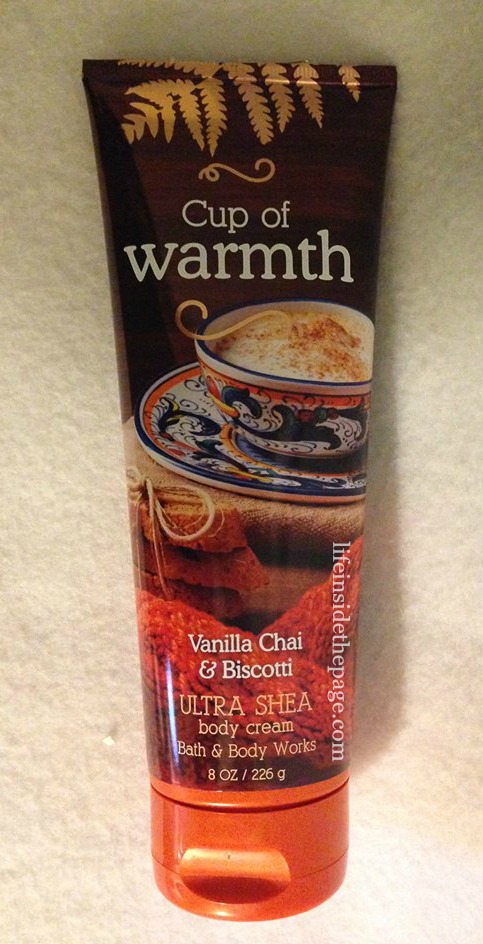 Cup of
warmth
Vanilla Chai
& Biscotti
ULTRA SHEA
body cream
Bath & Body Works
8 OZ / 226 g
lifeinsidethepage.com